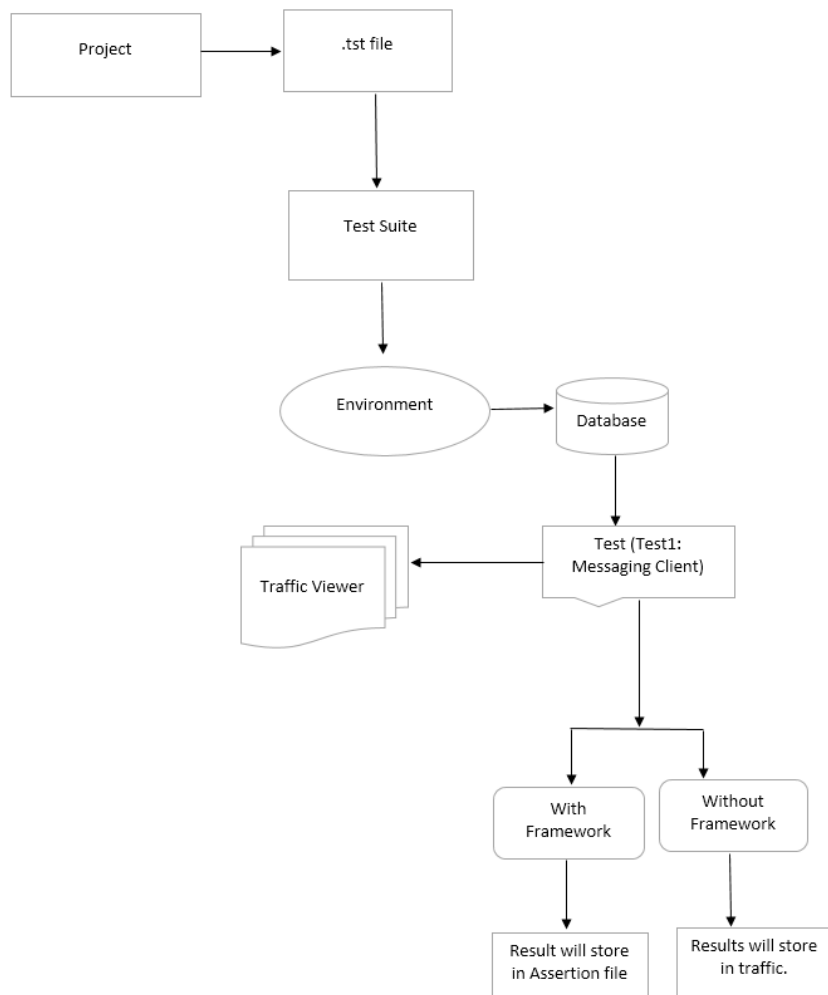 Project
.tst file
Test Suite
Environment
Database
Test (Test1:
Messaging Client)
Traffic Viewer
With
Framework
Without
Framework
Result will store
in Assertion file
Results will store
in traffic.